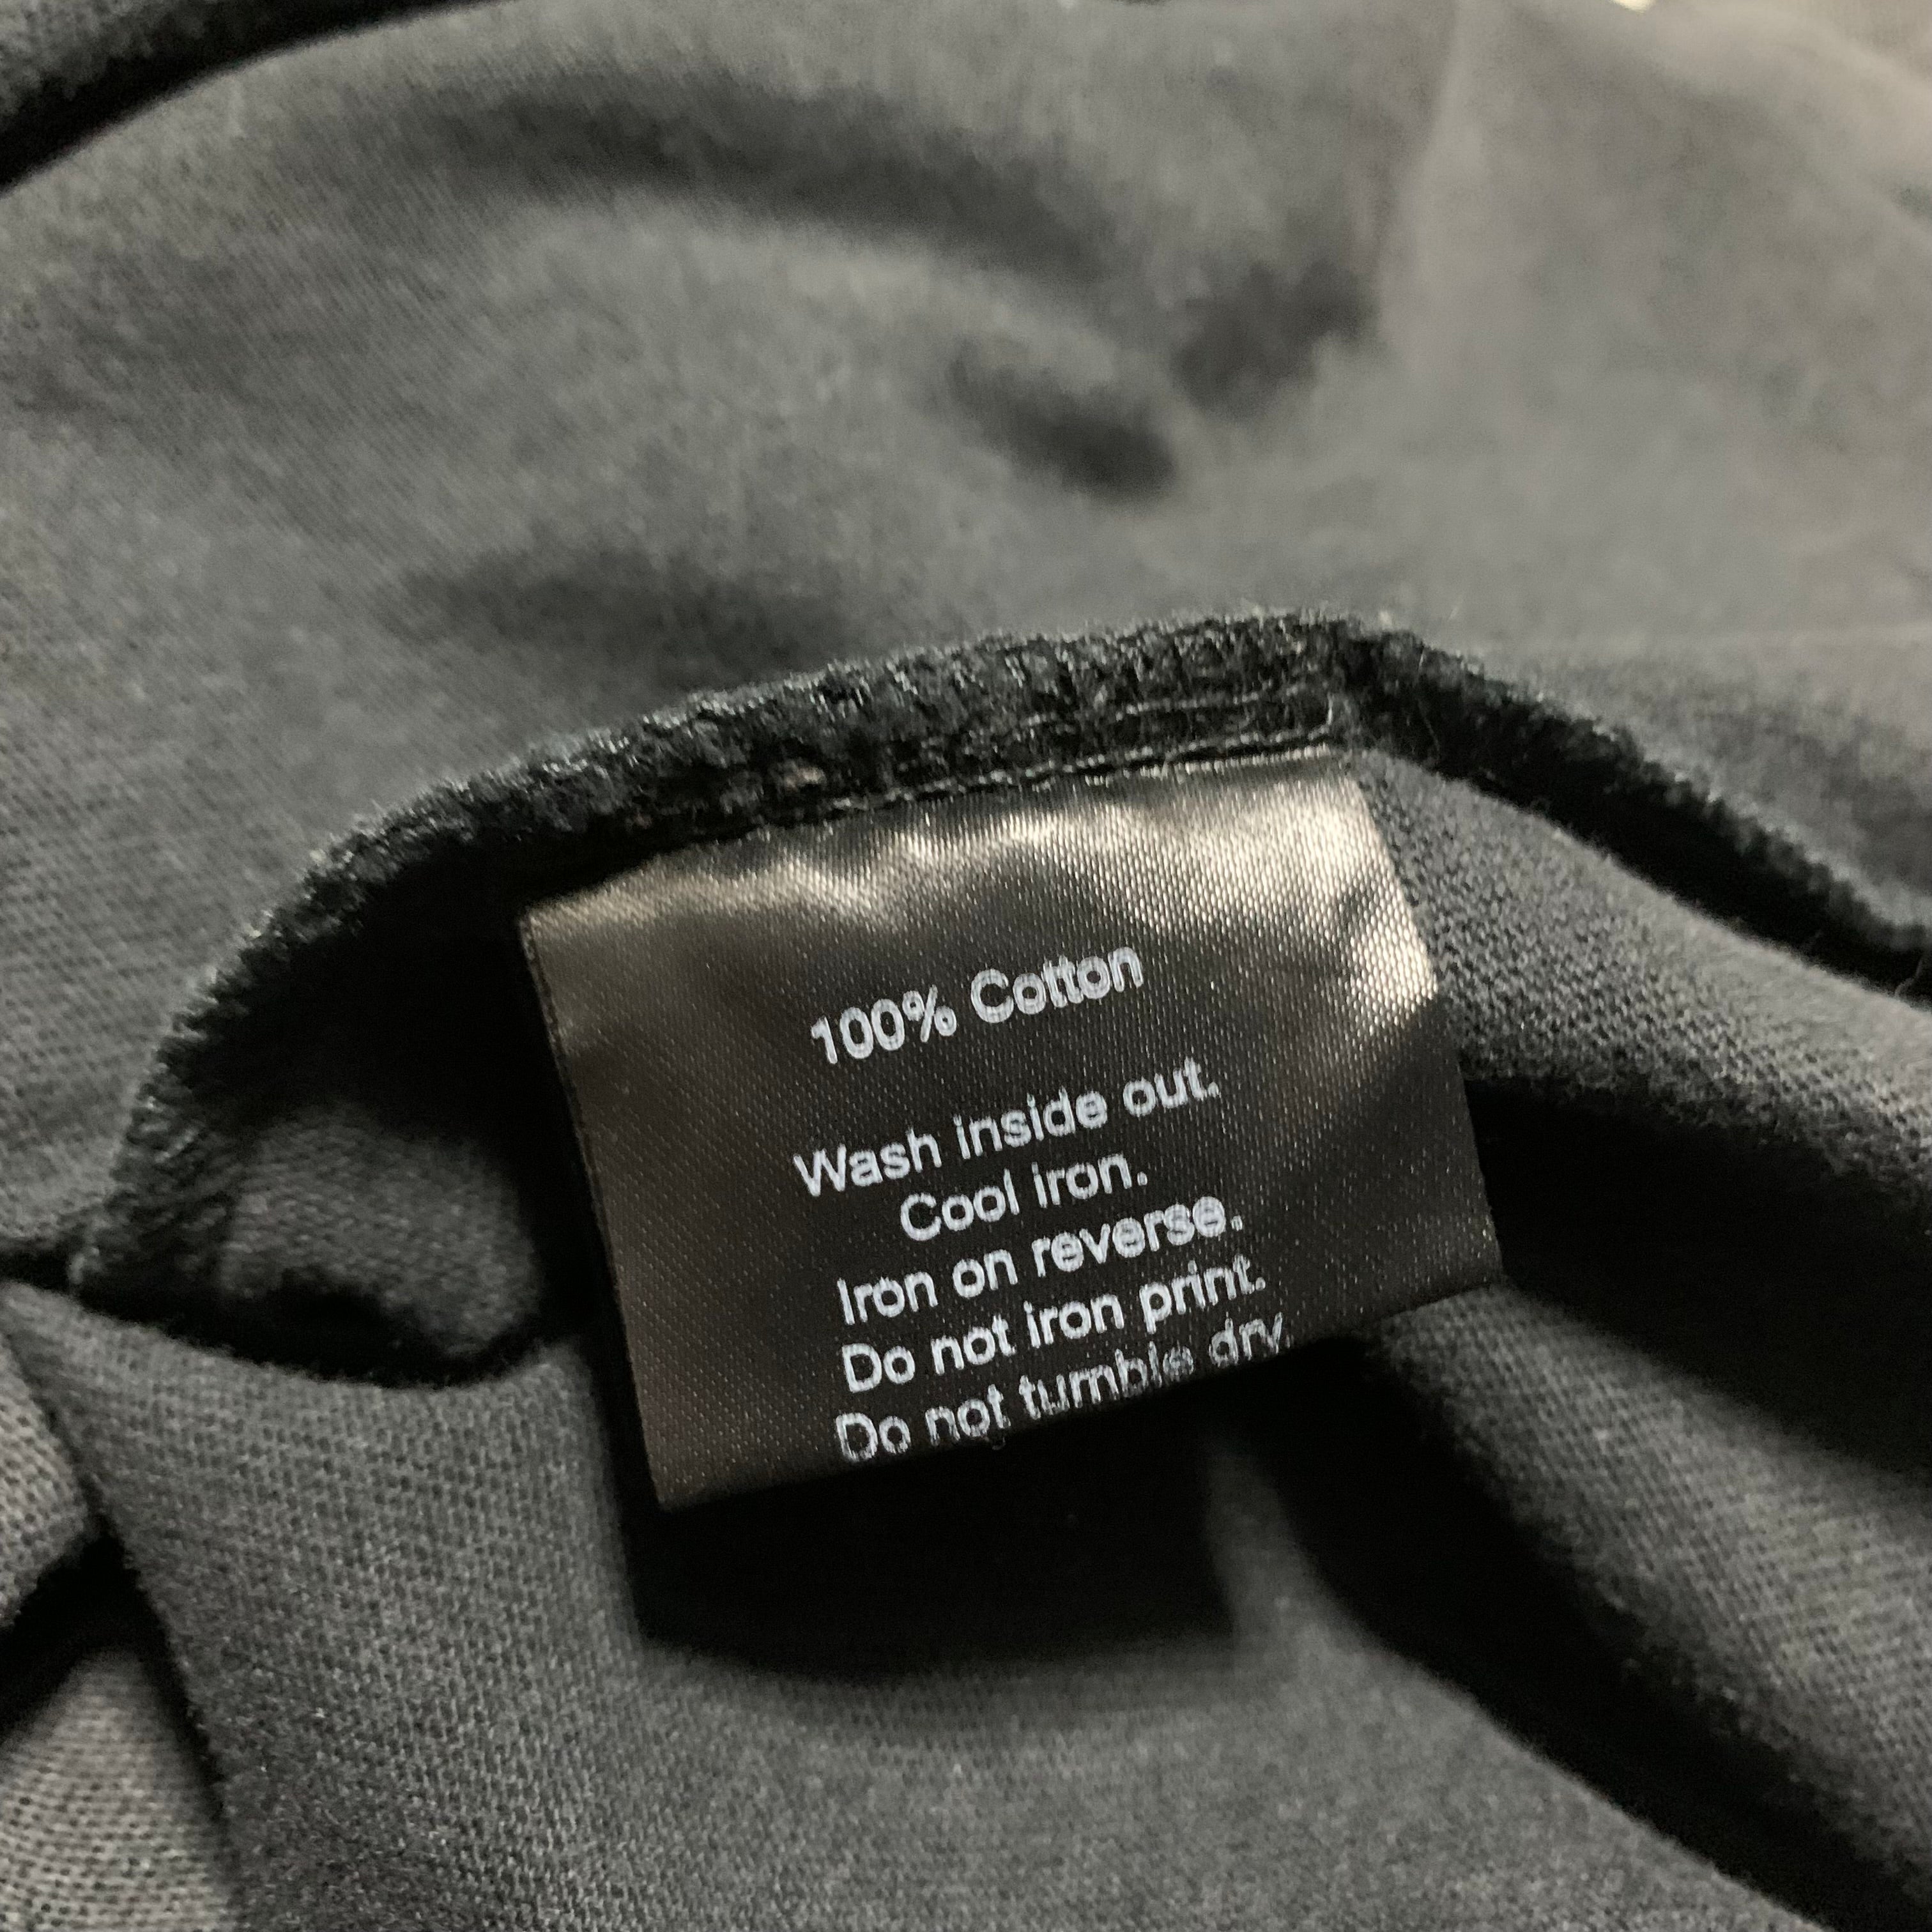 100% Cotton
Wash inside out.
Cool iron.
Iron on reverse.
Do not iron print.
Do not tumble dry.